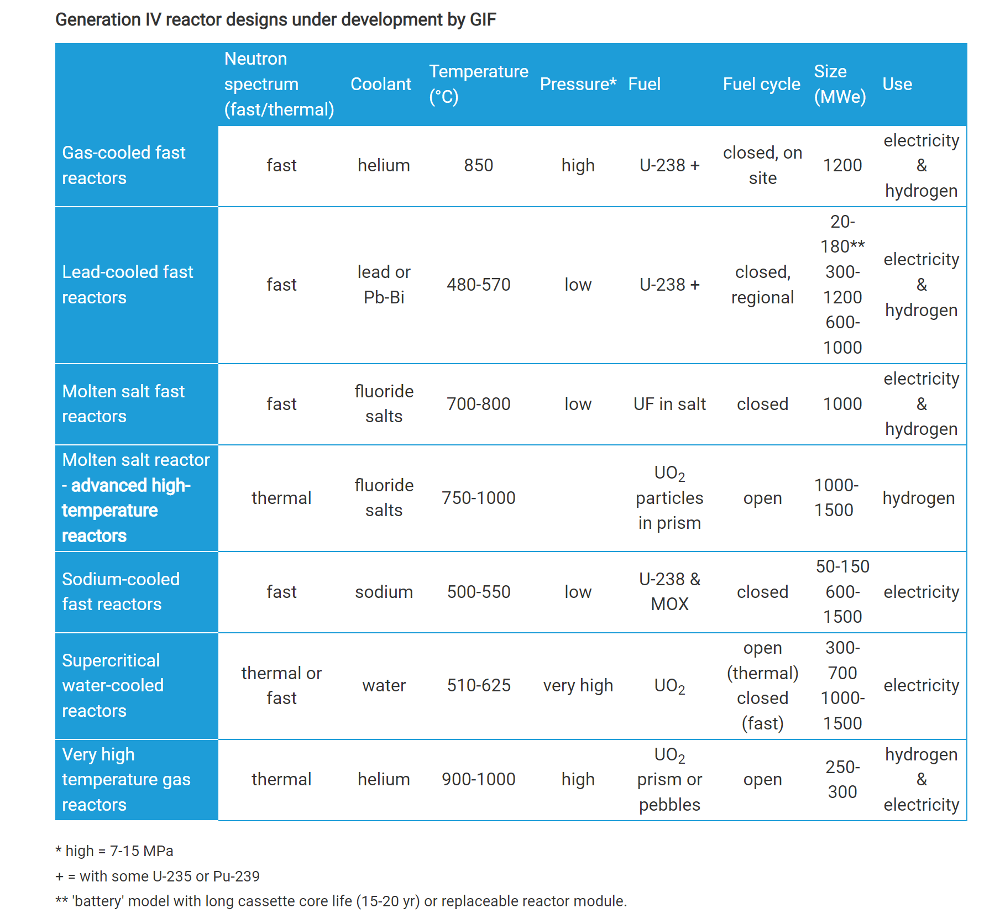 Generation IV reactor designs under development by GIF
Neutron
spectrum
(fast/thermal)
Coolant
Temperature
(°C)
Pressure*
Fuel
Fuel cycle
Size
(MWe)
Use
Gas-cooled fast
reactors
fast
helium
850
high
U-238 +
closed, on
site
1200
electricity
&
hydrogen
Lead-cooled fast
reactors
fast
lead or
Pb-Bi
480-570
low
U-238 +
closed,
regional
20-
180**
300-
1200
600-
1000
electricity
&
hydrogen
Molten salt fast
reactors
fast
fluoride
salts
700-800
low
UF in salt
closed
1000
electricity
&
hydrogen
Molten salt reactor
- advanced high-
temperature
reactors
thermal
fluoride
salts
750-1000
UO₂
particles
in prism
open
1000-
1500
hydrogen
Sodium-cooled
fast reactors
fast
sodium
500-550
low
U-238 &
MOX
closed
50-150
600-
1500
electricity
Supercritical
water-cooled
reactors
thermal or
fast
water
510-625
very high
UO₂
open
(thermal)
closed
(fast)
300-
700
1000-
1500
electricity
Very high
temperature gas
reactors
thermal
helium
900-1000
high
UO₂
prism or
pebbles
open
250-
300
hydrogen
&
electricity
* high = 7-15 MPa
+ = with some U-235 or Pu-239
** 'battery' model with long cassette core life (15-20 yr) or replaceable reactor module.